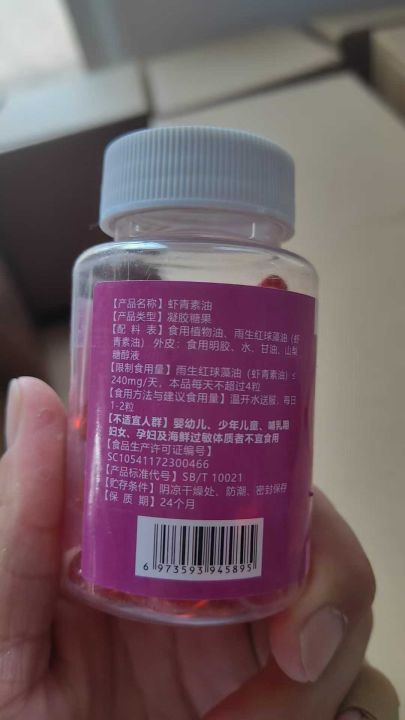 【产品名称】虾青素油
【产品类型】凝胶糖果
【配 料 表】食用植物油、雨生红球藻油（虾
青素油） 外皮：食用明胶、水、甘油、山梨
糖醇液
【限制食用量】雨生红球藻油（虾青素油）≤
240mg/天，本品每天不超过4粒
【食用方法与建议食用量】温开水送服，每日
1-2粒
【不适宜人群】婴幼儿、少年儿童、哺乳期
妇女、孕妇及海鲜过敏体质者不宜食用
【食品生产许可证编号】
SC10541172300466
【产品标准代号】SB/T 10021
【贮存条件】阴凉干燥处、防潮、密封保存
【保 质 期】24个月
6 973593 945895